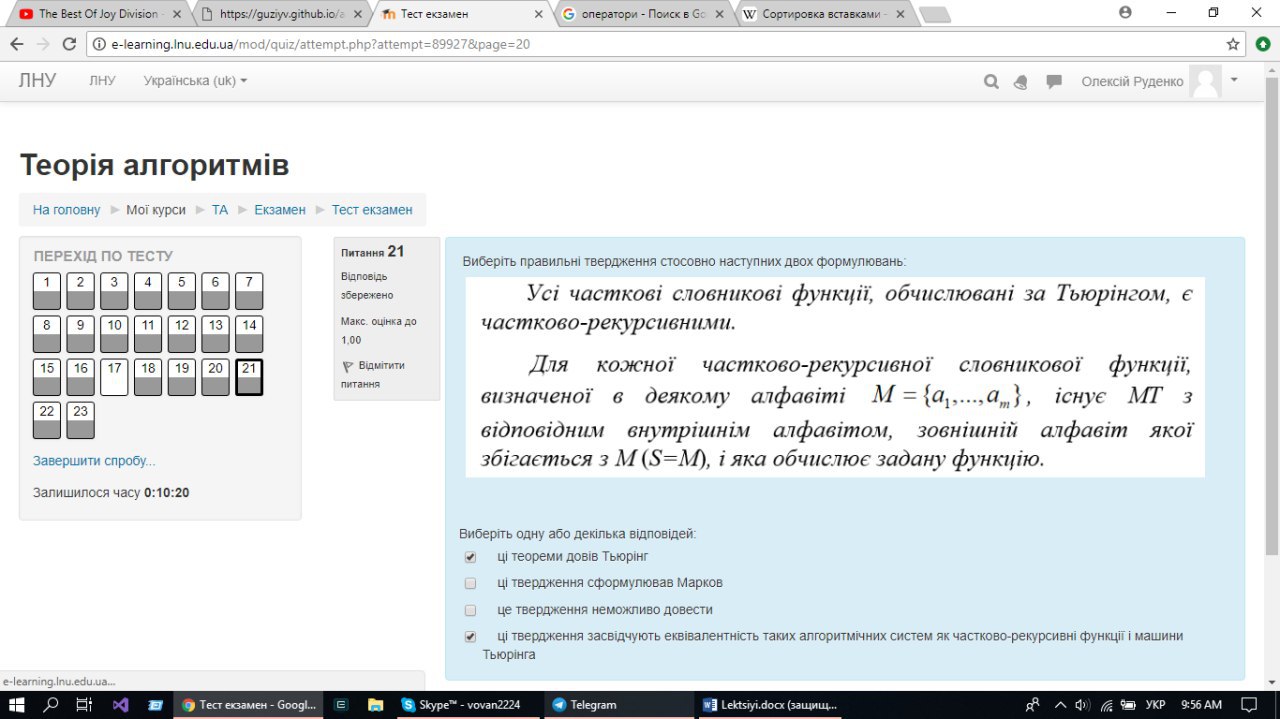 The Best Of Joy Division -
https://guziyv.github.io/a
Тест екзамен
оператори - Поиск в Go
Сортировка вставками -
e-learning.lnu.edu.ua/mod/quiz/attempt.php?attempt=89927&page=20
ЛНУ
ЛНУ
Українська (uk)
Олексій Руденко
Теорія алгоритмів
На головну ► Мої курси ► ТА ► Екзамен ► Тест екзамен
ПЕРЕХІД ПО ТЕСТУ
1 2 3 4 5 6 7
8 9 10 11 12 13 14
15 16 17 18 19 20 21
22 23
Завершити спробу...
Залишилося часу 0:10:20
Питання 21
Відповідь
збережено
Макс. оцінка до
1,00
Відмітити
питання
Виберіть правильні твердження стосовно наступних двох формулювань:
Усі часткові словникові функції, обчислювані за Тьюрінгом, є
частково-рекурсивними.
Для кожної частково-рекурсивної словникової функції,
визначеної в деякому алфавіті M = {a₁,...,aₘ}, існує МТ з
відповідним внутрішнім алфавітом, зовнішній алфавіт якої
збігається з M (S=M), і яка обчислює задану функцію.
Виберіть одну або декілька відповідей:
ці теореми довів Тьюрінг
ці твердження сформулював Марков
це твердження неможливо довести
ці твердження засвідчують еквівалентність таких алгоритмічних систем як частково-рекурсивні функції і машини
Тьюрінга
e-learning.lnu.edu.ua...
Тест екзамен - Googl...
Skype™ - vovan2224
Telegram
Lektsiyi.docx (защищ...
УКР
9:56 AM